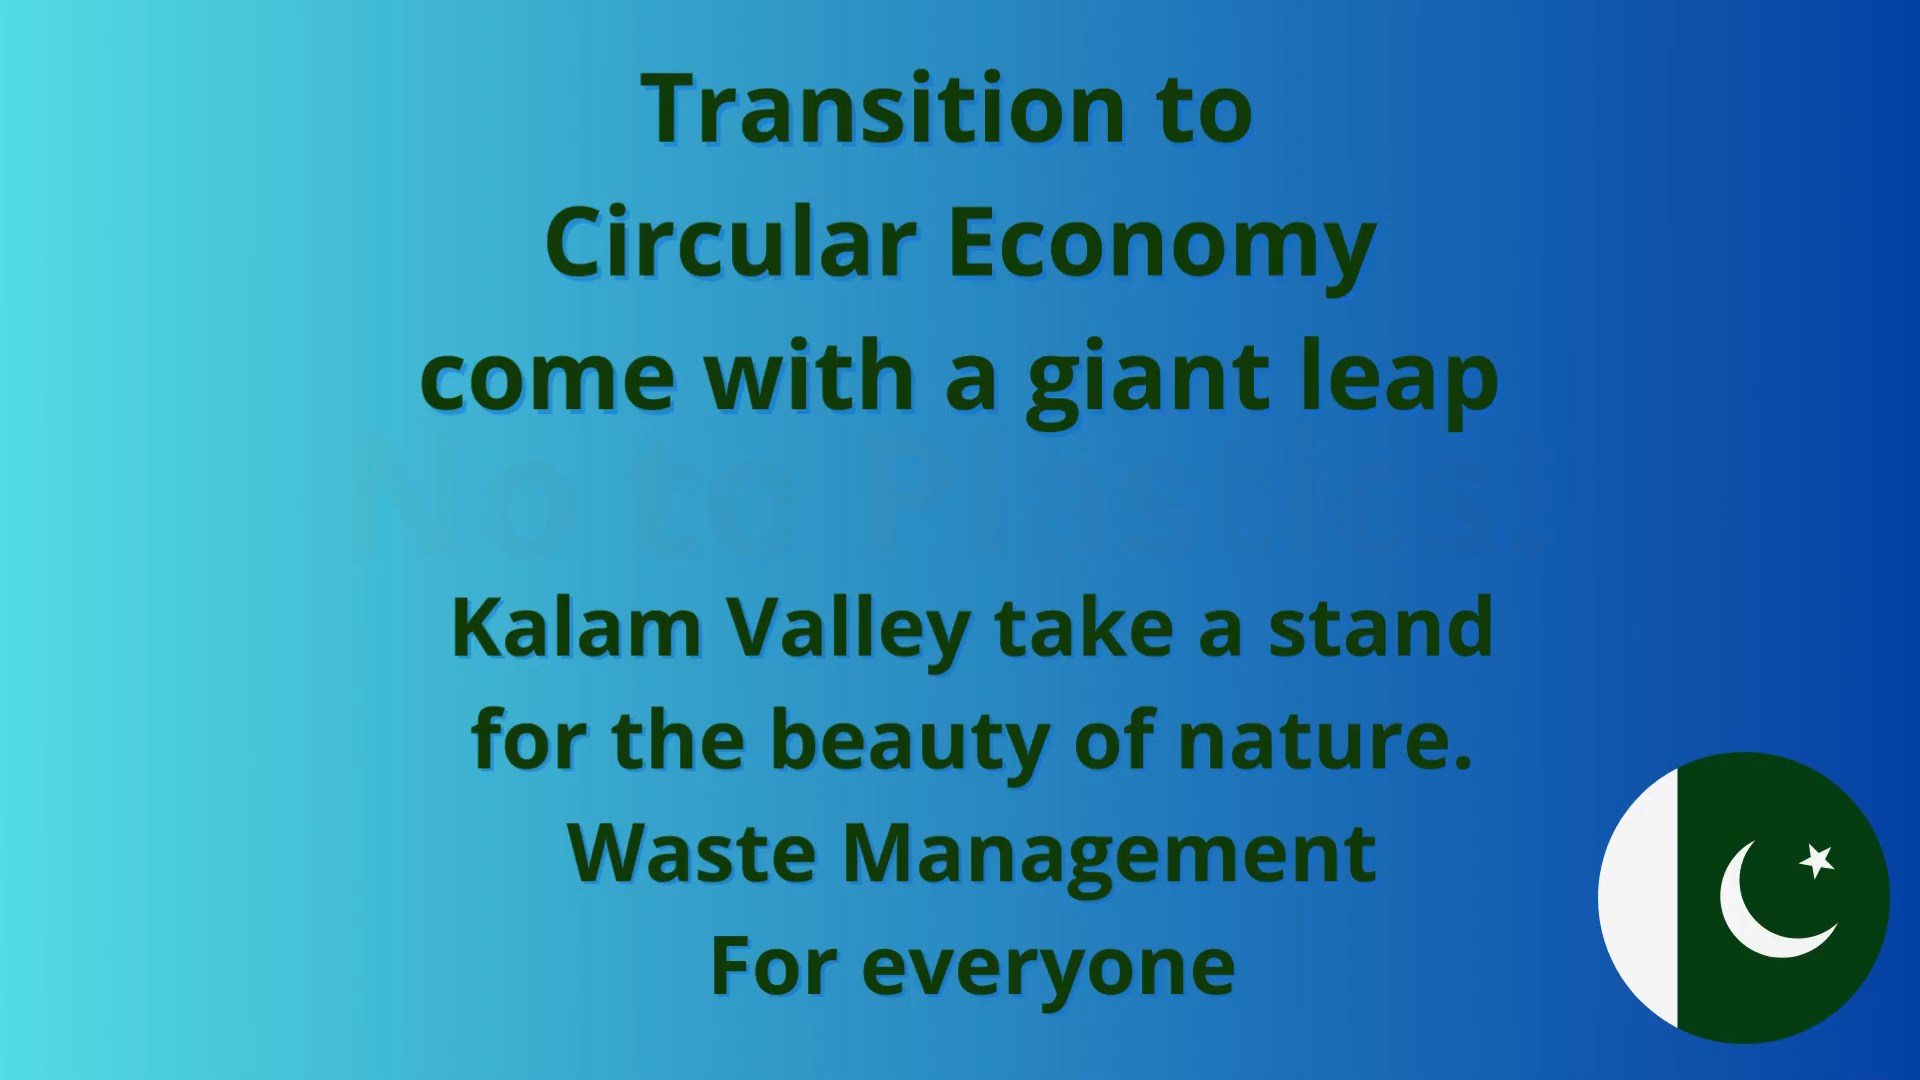 Transition to
Circular Economy
come with a giant leap
No to Plastics!
Kalam Valley take a stand
for the beauty of nature.
Waste Management
For everyone